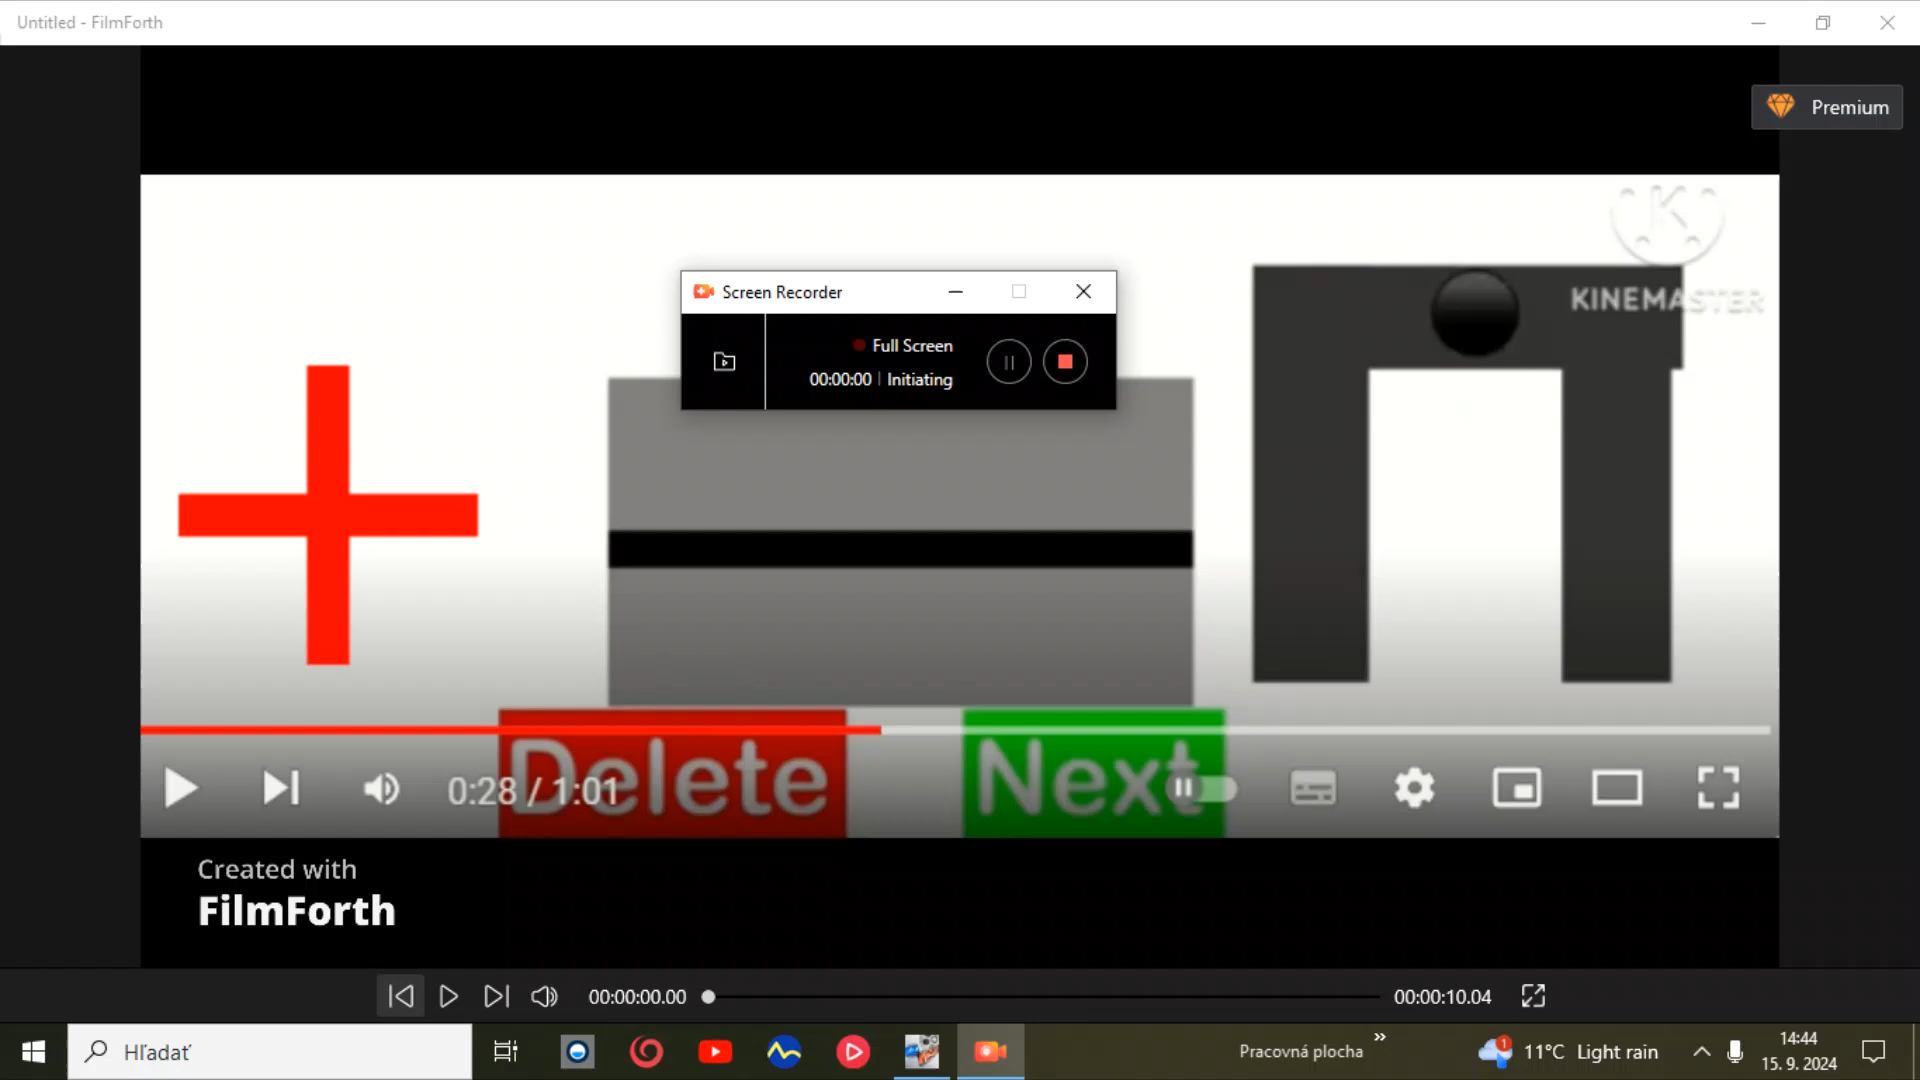 Untitled - FilmForth
Premium
KINEMASTER
Screen Recorder
Full Screen
00:00:00 | Initiating
Delete
Next
0:28 / 1:01
Created with
FilmForth
00:00:00.00
00:00:10.04
Hľadať
Pracovná plocha
»
1
11°C Light rain
14:44
15. 9. 2024